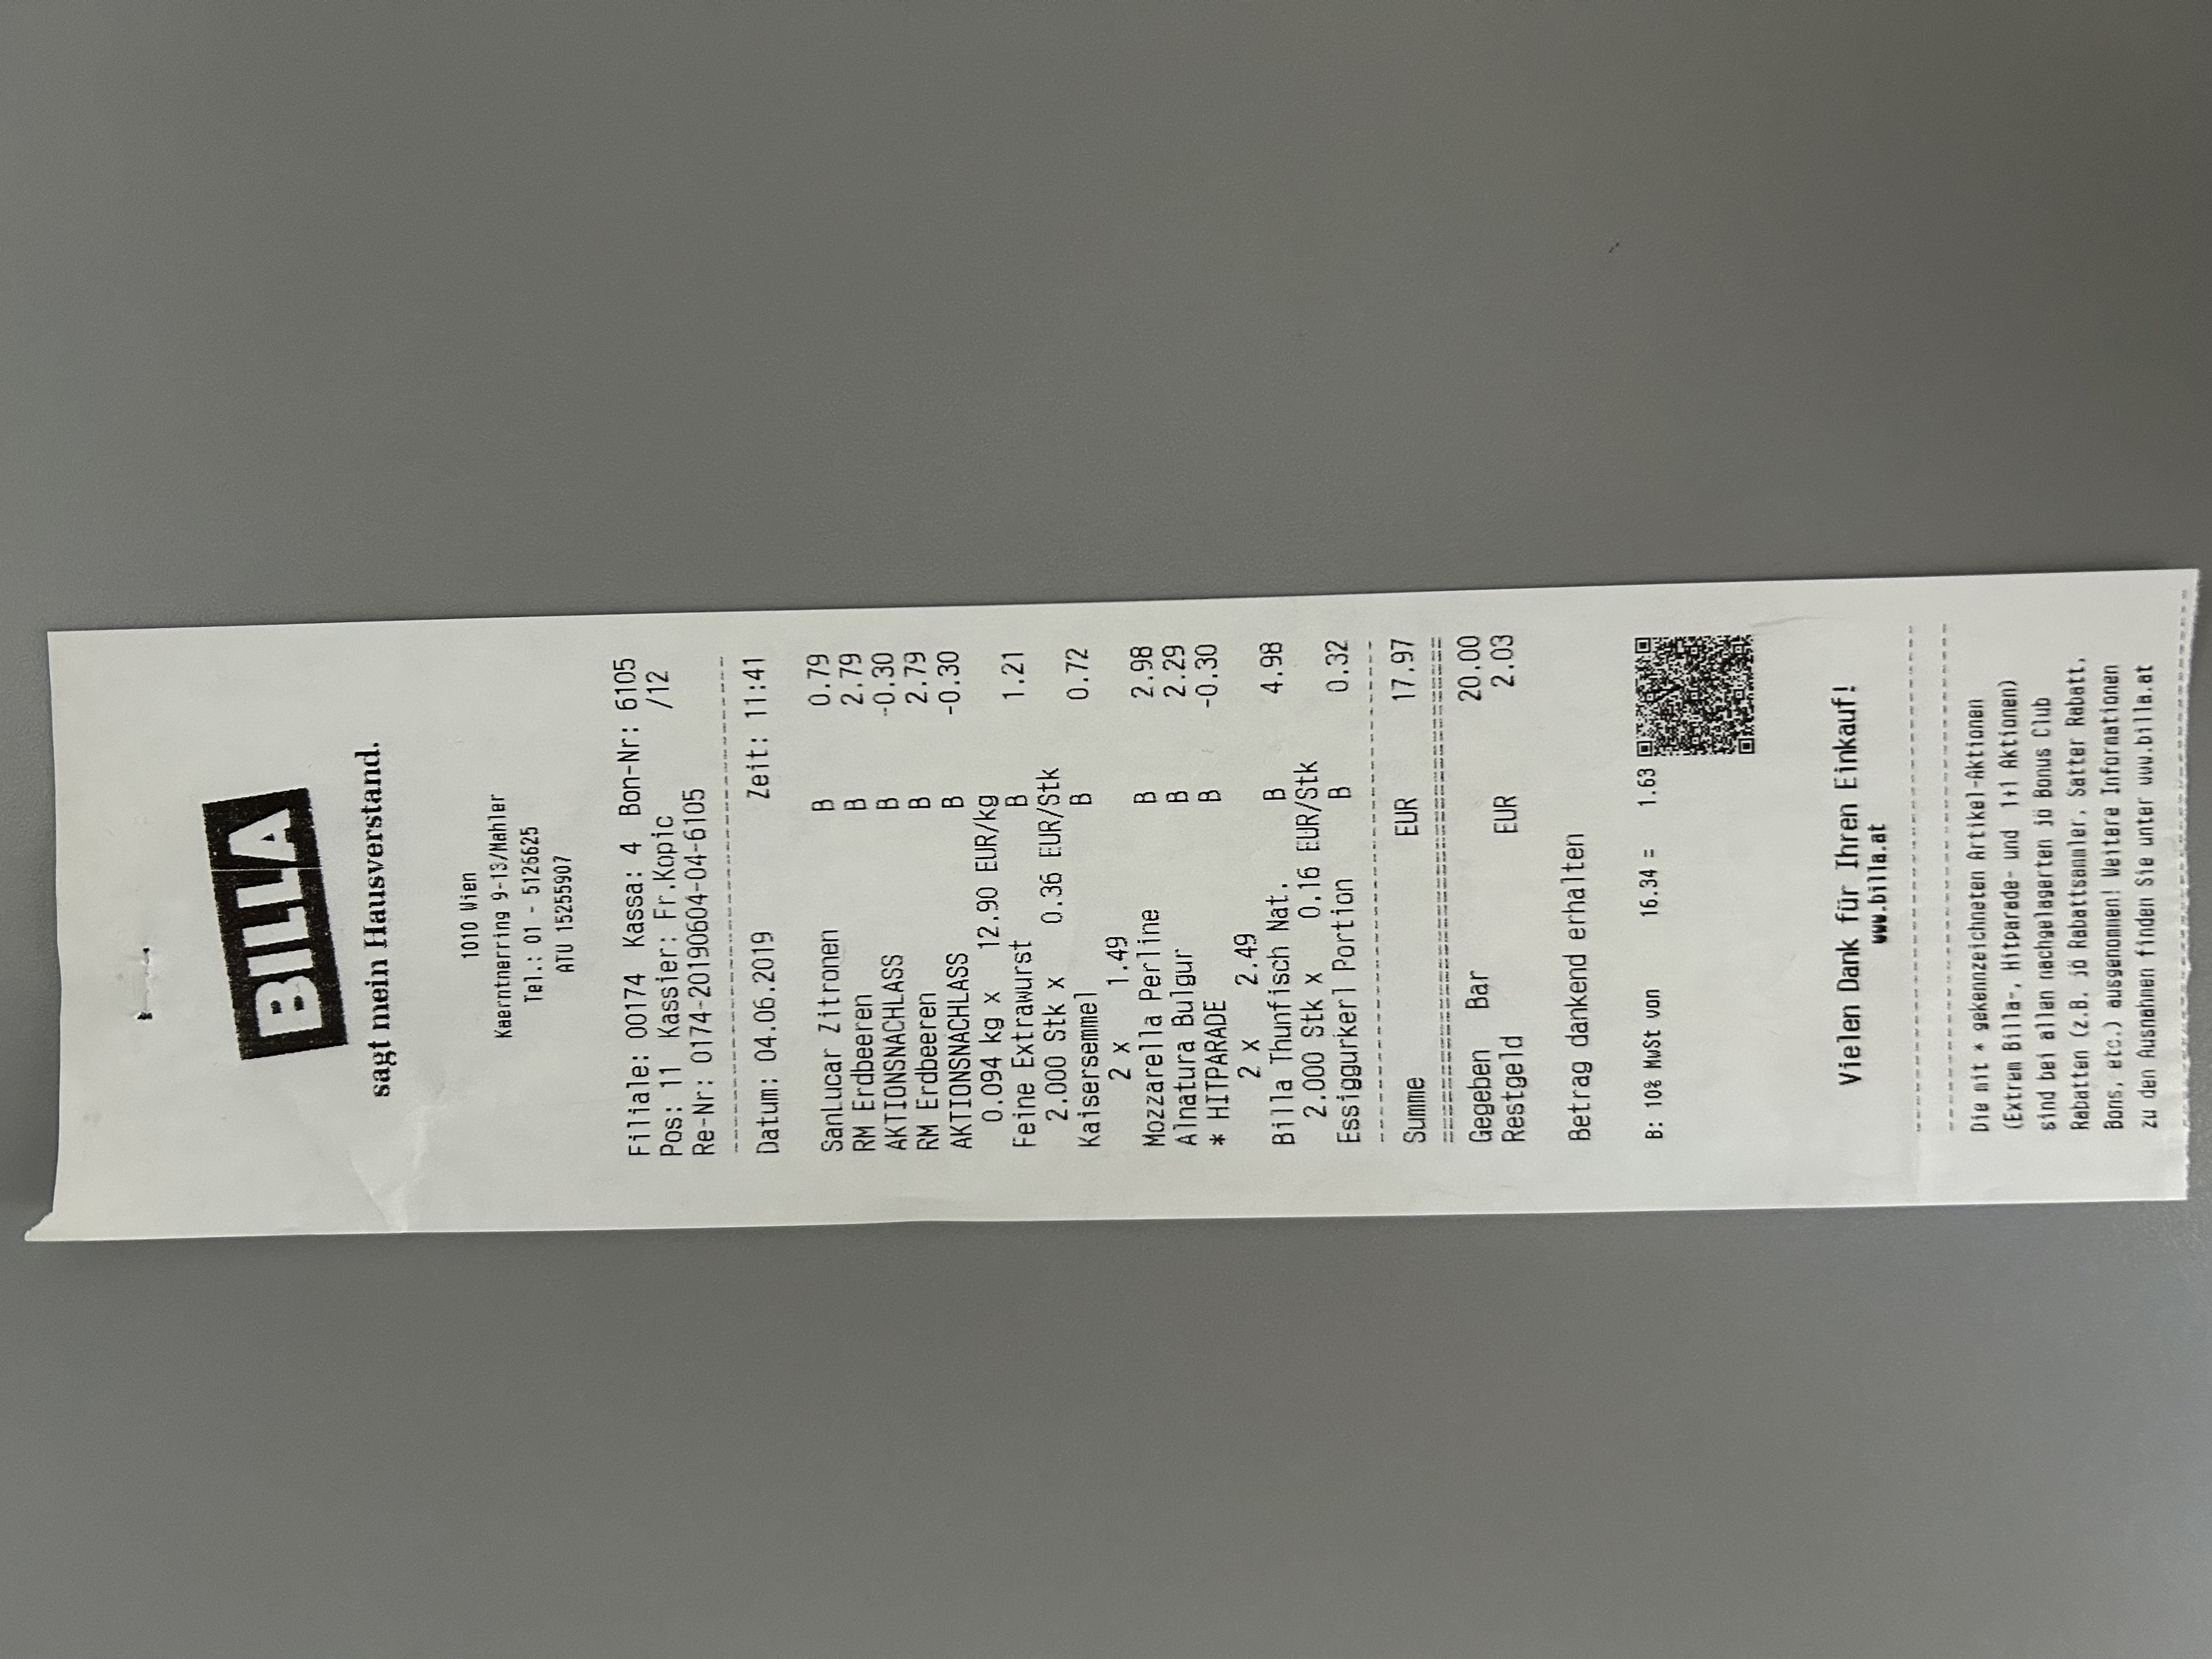 BILLA
sagt mein Hausverstand.
1010 Wien
Kaerntnerring 9-13/Mahler
Tel.: 01 - 5126625
ATU 15255907
Filiale: 00174 Kassa: 4 Bon-Nr: 6105
Pos: 11 Kassier: Fr.Kopic /12
Re-Nr: 0174-20190604-04-6105
Datum: 04.06.2019 Zeit: 11:41
SanLucar Zitronen B 0.79
RM Erdbeeren B 2.79
AKTIONSNACHLASS B -0.30
RM Erdbeeren B 2.79
AKTIONSNACHLASS B -0.30
0.094 kg x 12.90 EUR/kg
Feine Extrawurst B 1.21
2.000 Stk x 0.36 EUR/Stk
Kaisersemmel B 0.72
2 x 1.49
Mozzarella Perline B 2.98
Alnatura Bulgur B 2.29
* HITPARADE B -0.30
2 x 2.49
Billa Thunfisch Nat. B 4.98
2.000 Stk x 0.16 EUR/Stk
Essiggurkerl Portion B 0.32
Summe EUR 17.97
Gegeben Bar 20.00
Restgeld EUR 2.03
Betrag dankend erhalten
B: 10% MwSt von 16.34 = 1.63
Vielen Dank für Ihren Einkauf!
www.billa.at
Die mit * gekennzeichneten Artikel-Aktionen
(Extrem Billa-, Hitparade- und 1+1 Aktionen)
sind bei allen nachgelagerten jö Bonus Club
Rabatten (z.B. jö Rabattsammler, Satter Rabatt,
Bons, etc.) ausgenommen! Weitere Informationen
zu den Ausnahmen finden Sie unter www.billa.at